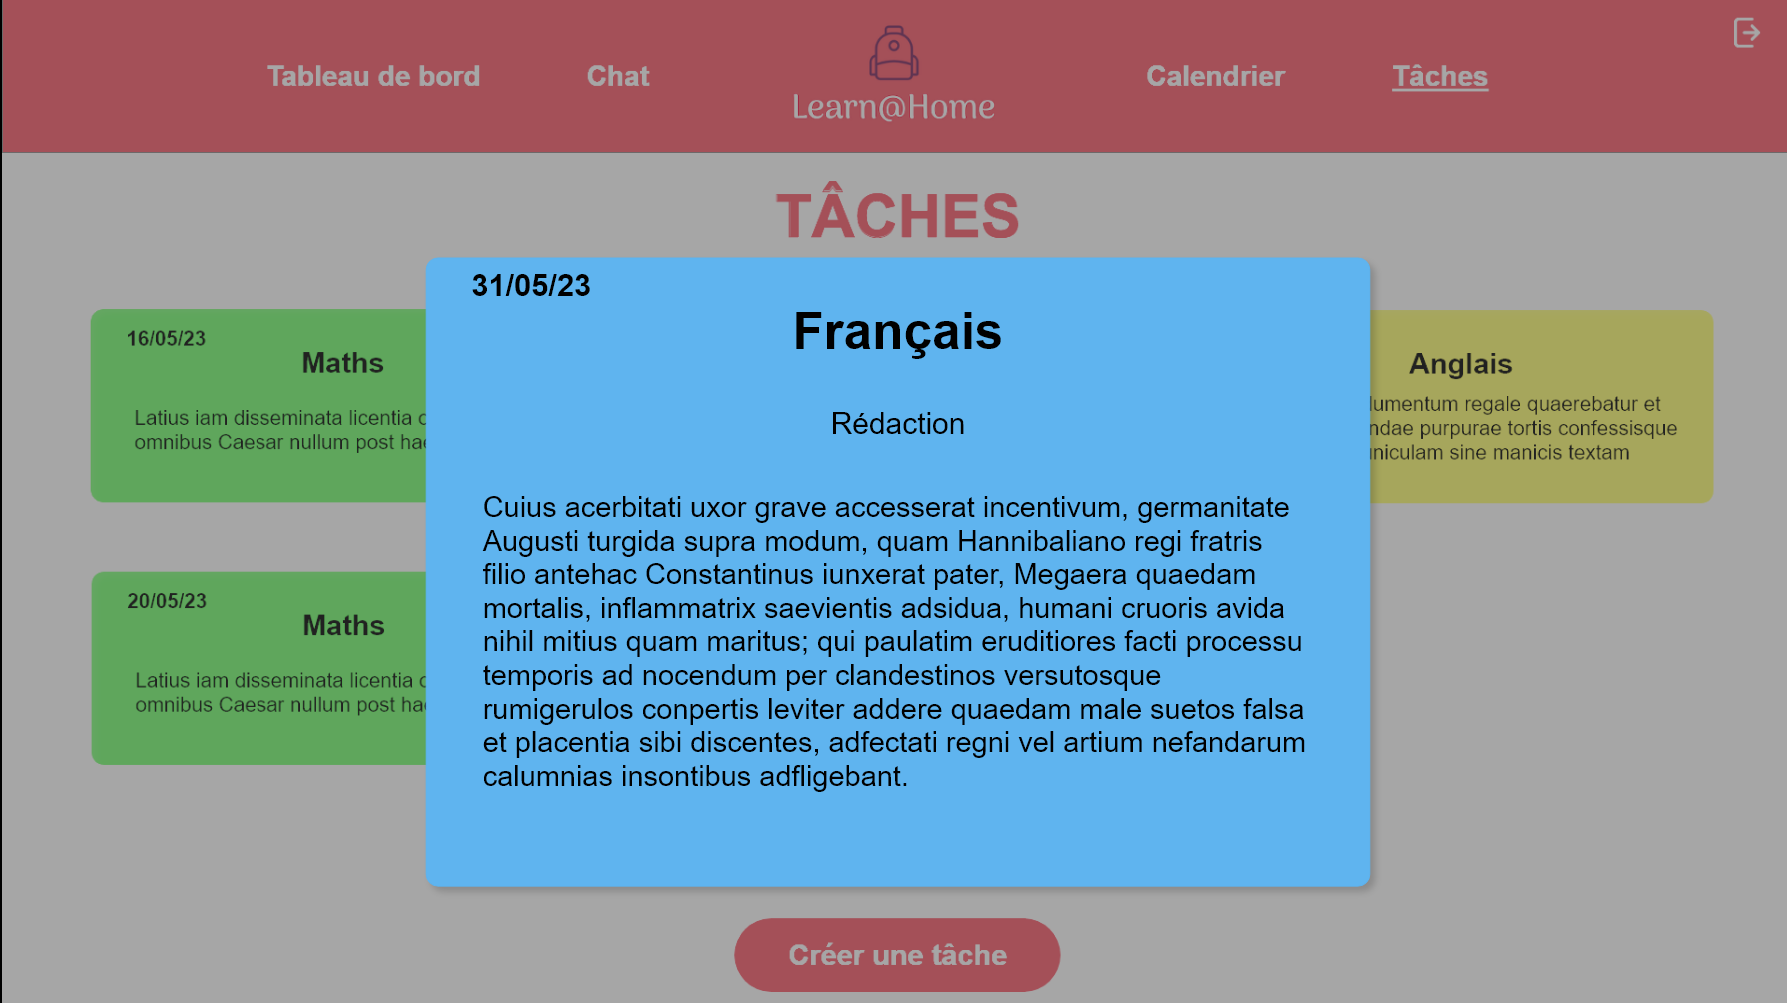 Tableau de bord
Chat
Learn@Home
Calendrier
Tâches
TÂCHES
16/05/23
Maths
Latius iam disseminata licentia
omnibus Caesar nullum post
20/05/23
Maths
Latius iam disseminata licentia
omnibus Caesar nullum post
31/05/23
Français
Rédaction
Cuius acerbitati uxor grave accesserat incentivum, germanitate
Augusti turgida supra modum, quam Hannibaliano regi fratris
filio antehac Constantinus iunxerat pater, Megaera quaedam
mortalis, inflammatrix saevientis adsidua, humani cruoris avida
nihil mitius quam maritus; qui paulatim eruditiores facti processu
temporis ad nocendum per clandestinos versutosque
rumigerulos conpertis leviter addere quaedam male suetos falsa
et placentia sibi discentes, adfectati regni vel artium nefandarum
calumnias insontibus adfligebant.
Anglais
regale quaerebatur et
purpurae tortis confessisque
sine manicis textam
Créer une tâche